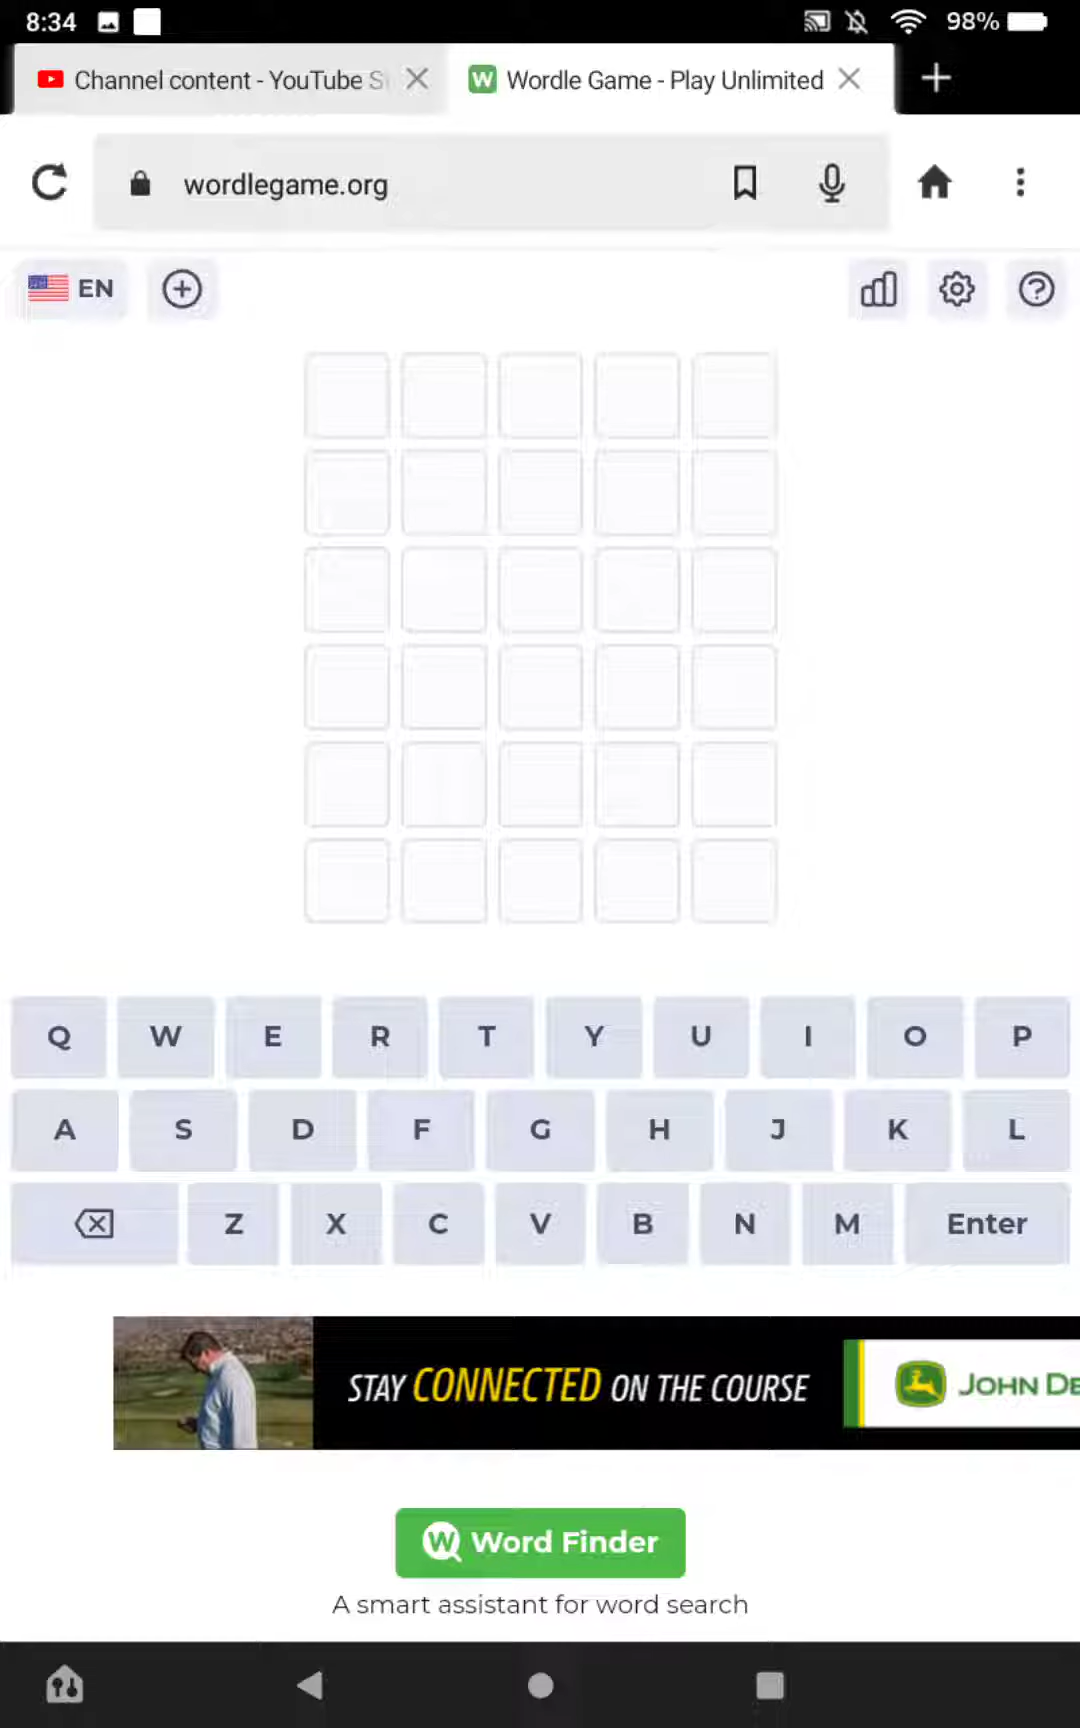 8:34 98%
Channel content - YouTube S
W Wordle Game - Play Unlimited
wordlegame.org
EN
Q W E R T Y U I O P
A S D F G H J K L
Z X C V B N M Enter
STAY CONNECTED ON THE COURSE
JOHN DE
W Word Finder
A smart assistant for word search